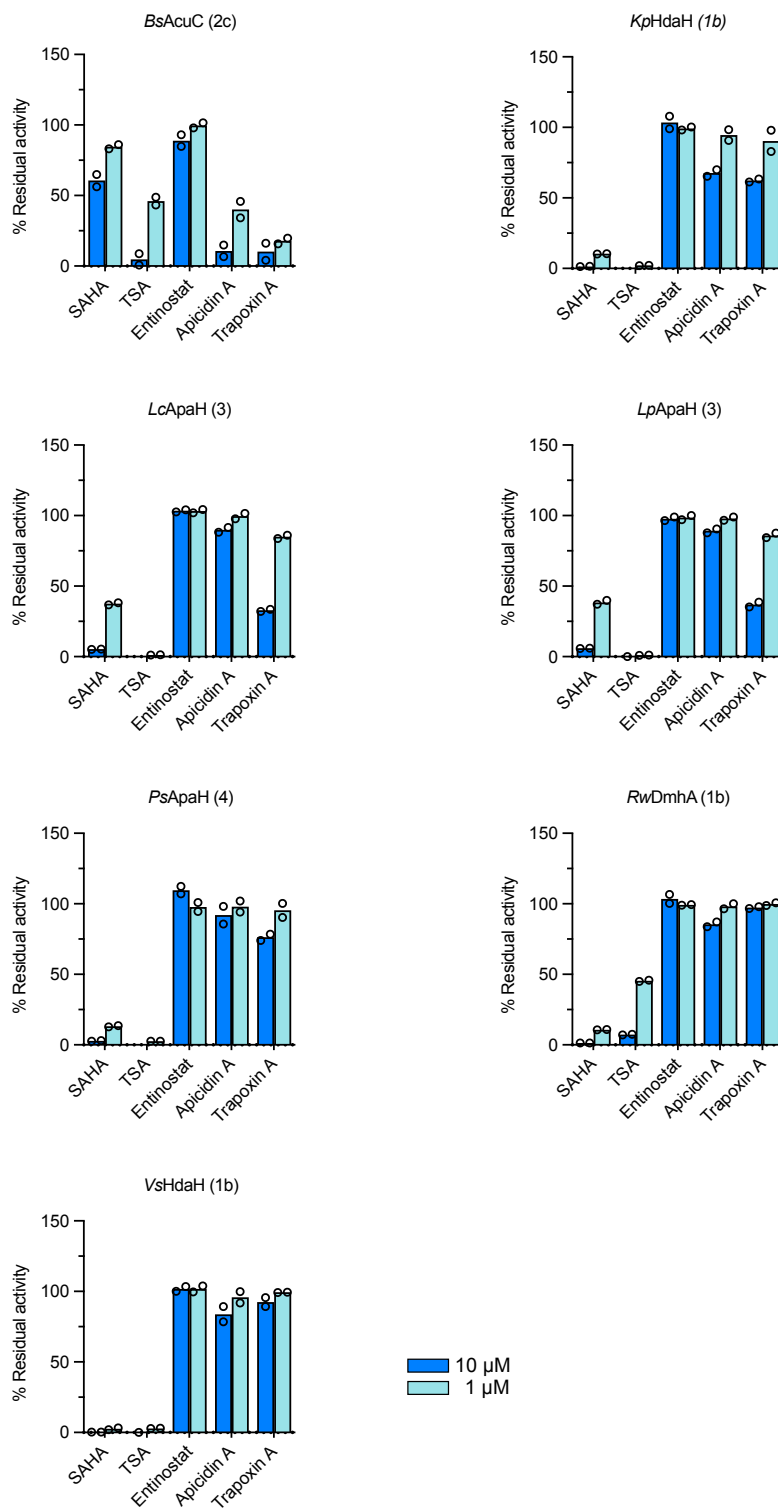 BsAcuC (2c)
% Residual activity
150
100
50
0
SAHA
TSA
Entinostat
Apicidin A
Trapoxin A
KpHdaH (1b)
% Residual activity
150
100
50
0
SAHA
TSA
Entinostat
Apicidin A
Trapoxin A
LcApaH (3)
% Residual activity
150
100
50
0
SAHA
TSA
Entinostat
Apicidin A
Trapoxin A
LpApaH (3)
% Residual activity
150
100
50
0
SAHA
TSA
Entinostat
Apicidin A
Trapoxin A
PsApaH (4)
% Residual activity
150
100
50
0
SAHA
TSA
Entinostat
Apicidin A
Trapoxin A
RwDmhA (1b)
% Residual activity
150
100
50
0
SAHA
TSA
Entinostat
Apicidin A
Trapoxin A
VsHdaH (1b)
% Residual activity
150
100
50
0
SAHA
TSA
Entinostat
Apicidin A
Trapoxin A
10 µM
1 µM